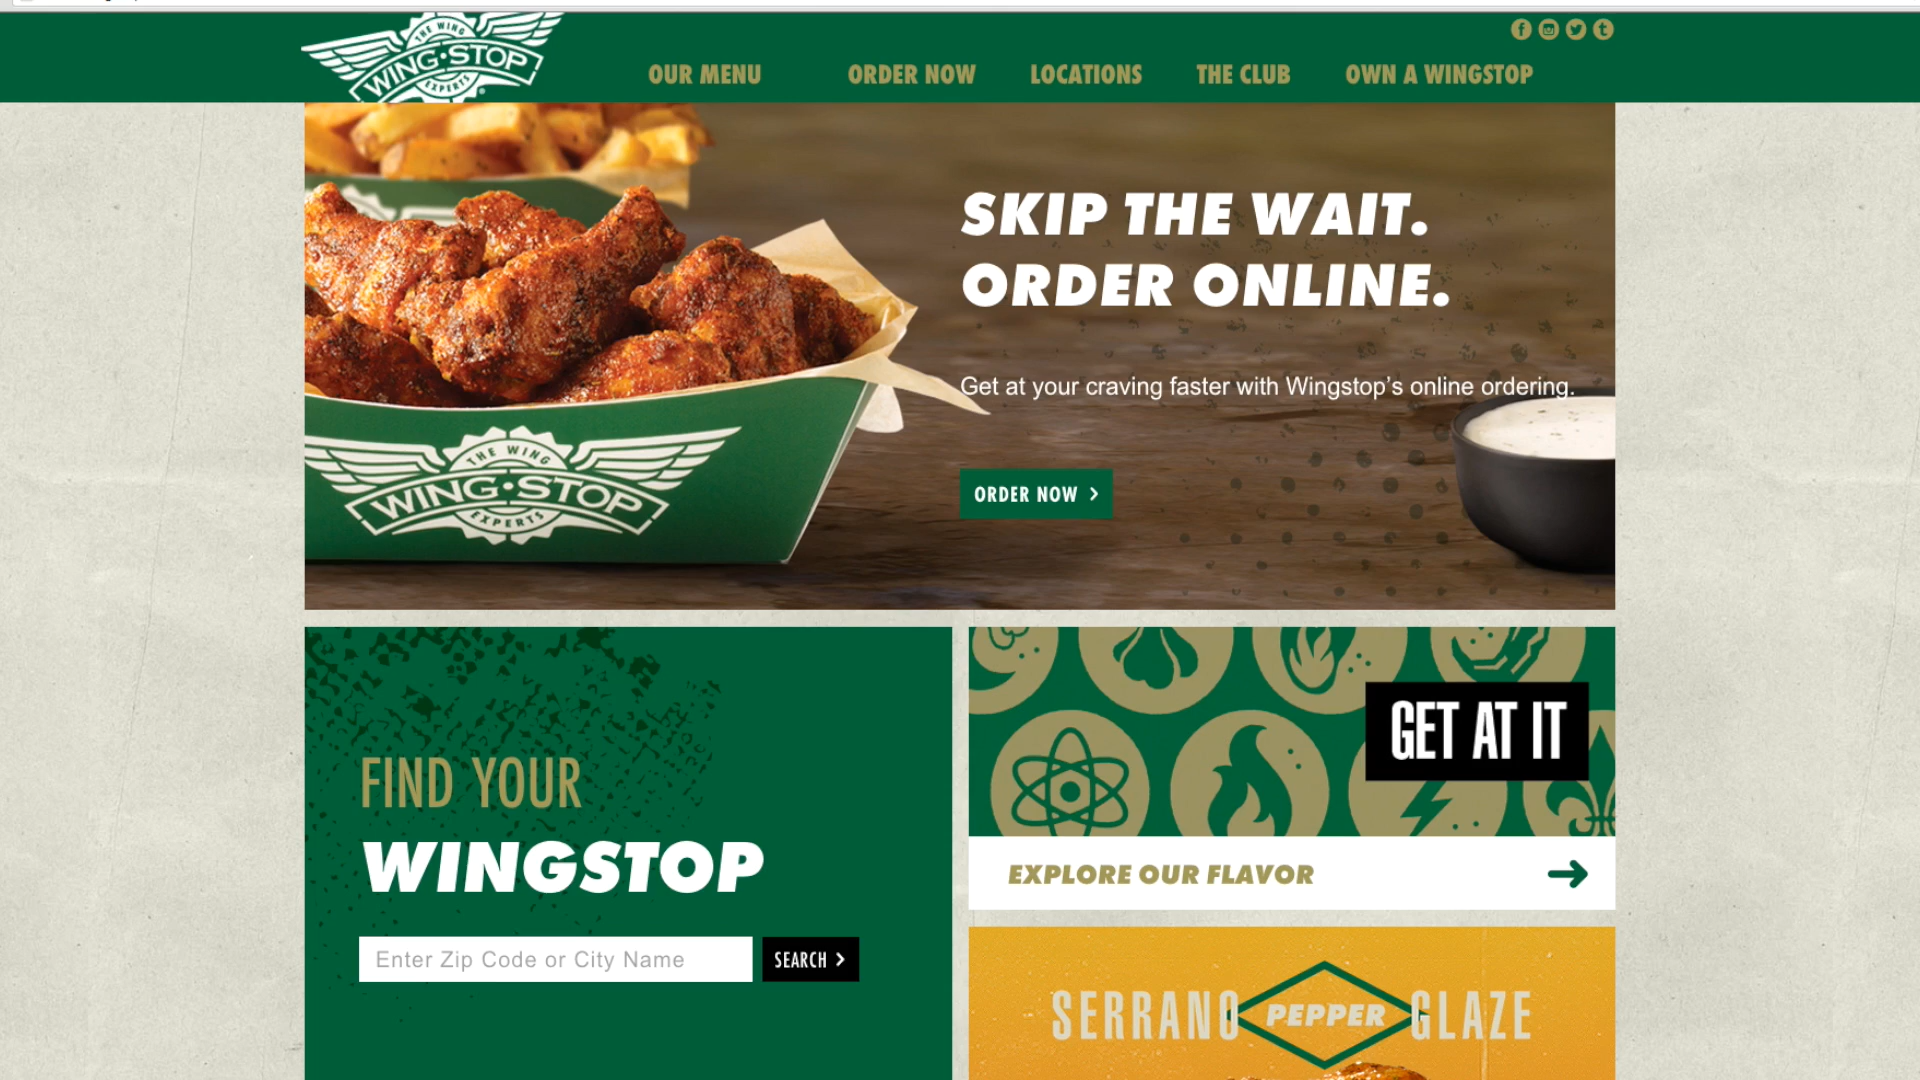 THE WING
WING·STOP
EXPERTS
OUR MENU
ORDER NOW
LOCATIONS
THE CLUB
OWN A WINGSTOP
SKIP THE WAIT.
ORDER ONLINE.
Get at your craving faster with Wingstop’s online ordering.
ORDER NOW >
THE WING
WING·STOP
EXPERTS
FIND YOUR
WINGSTOP
Enter Zip Code or City Name
SEARCH >
GET AT IT
EXPLORE OUR FLAVOR
SERRANO PEPPER GLAZE